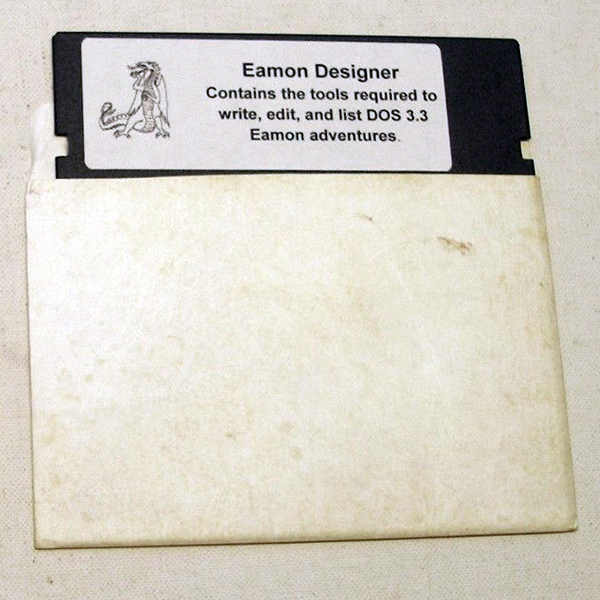 Eamon Designer
Contains the tools required to
write, edit, and list DOS 3.3
Eamon adventures.